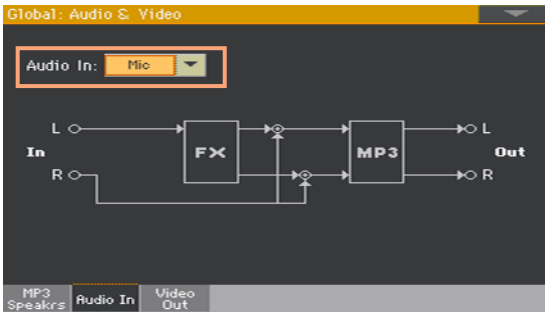 Global: Audio & Video
Audio In: Mic
L L
In FX MP3 Out
R R
MP3 Speakrs Audio In Video Out